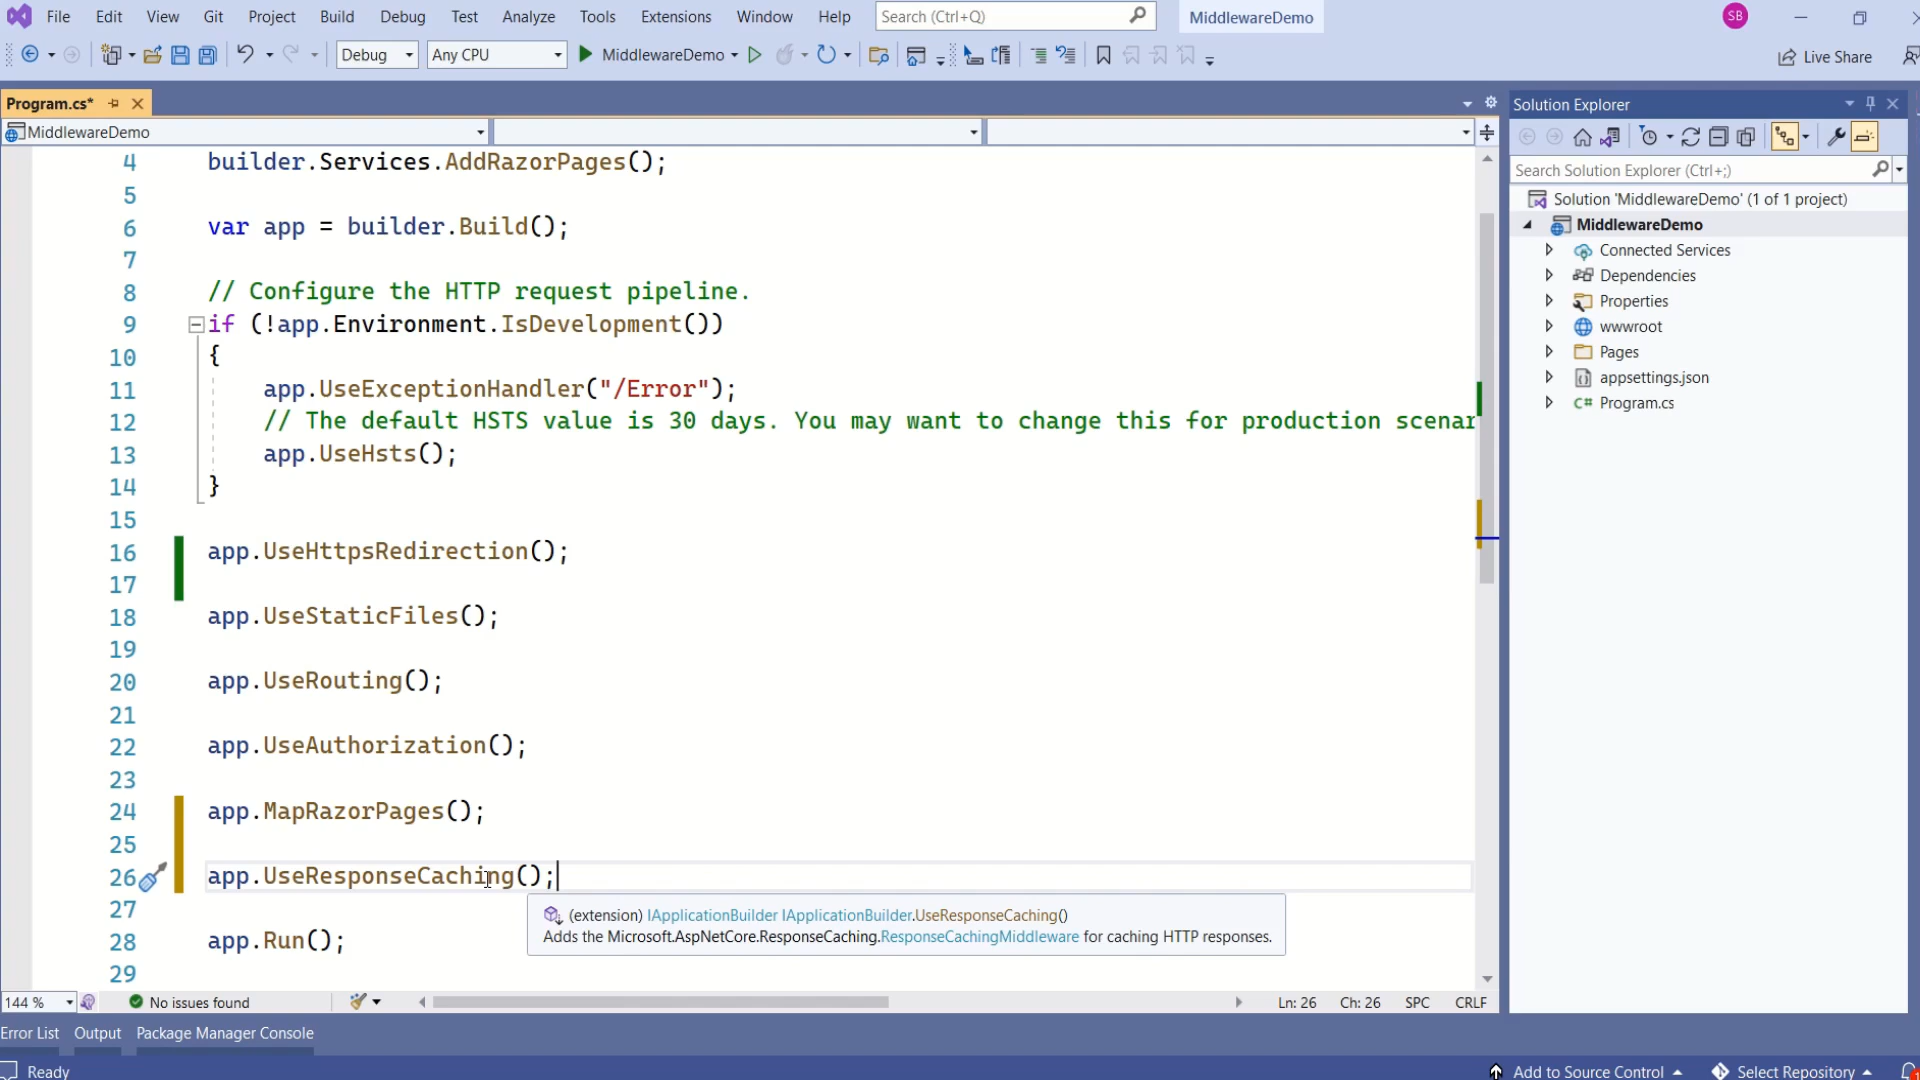 File Edit View Git Project Build Debug Test Analyze Tools Extensions Window Help Search (Ctrl+Q) MiddlewareDemo SB
Debug Any CPU MiddlewareDemo Live Share
Program.cs*
MiddlewareDemo
4 builder.Services.AddRazorPages();
5
6 var app = builder.Build();
7
8 // Configure the HTTP request pipeline.
9 if (!app.Environment.IsDevelopment())
10 {
11 app.UseExceptionHandler("/Error");
12 // The default HSTS value is 30 days. You may want to change this for production scenar
13 app.UseHsts();
14 }
15
16 app.UseHttpsRedirection();
17
18 app.UseStaticFiles();
19
20 app.UseRouting();
21
22 app.UseAuthorization();
23
24 app.MapRazorPages();
25
26 app.UseResponseCaching();
27
(extension) IApplicationBuilder IApplicationBuilder.UseResponseCaching()
Adds the Microsoft.AspNetCore.ResponseCaching.ResponseCachingMiddleware for caching HTTP responses.
28 app.Run();
29
144 % No issues found Ln: 26 Ch: 26 SPC CRLF
Solution Explorer
Search Solution Explorer (Ctrl+;)
Solution 'MiddlewareDemo' (1 of 1 project)
MiddlewareDemo
Connected Services
Dependencies
Properties
wwwroot
Pages
appsettings.json
C# Program.cs
Error List Output Package Manager Console
Ready Add to Source Control Select Repository